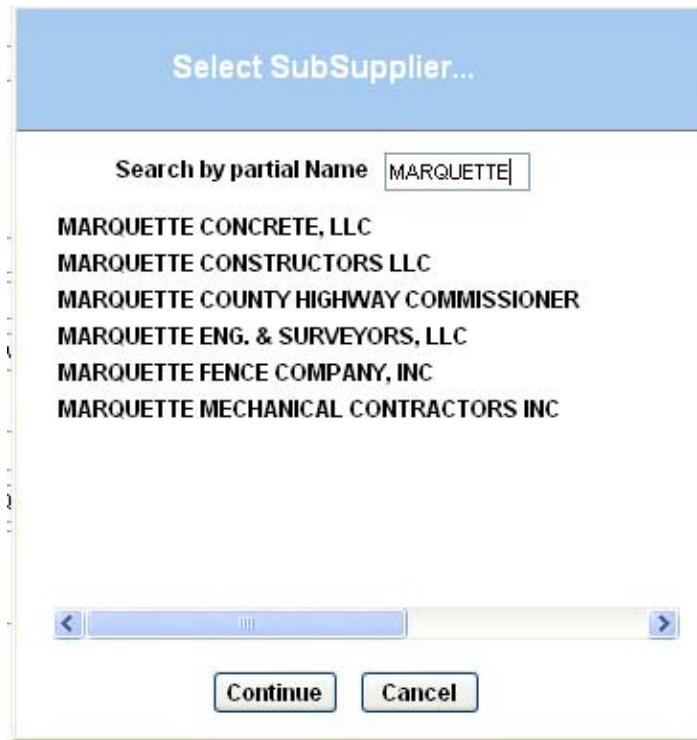 Select SubSupplier...
Search by partial Name MARQUETTE
MARQUETTE CONCRETE, LLC
MARQUETTE CONSTRUCTORS LLC
MARQUETTE COUNTY HIGHWAY COMMISSIONER
MARQUETTE ENG. & SURVEYORS, LLC
MARQUETTE FENCE COMPANY, INC
MARQUETTE MECHANICAL CONTRACTORS INC
Continue Cancel